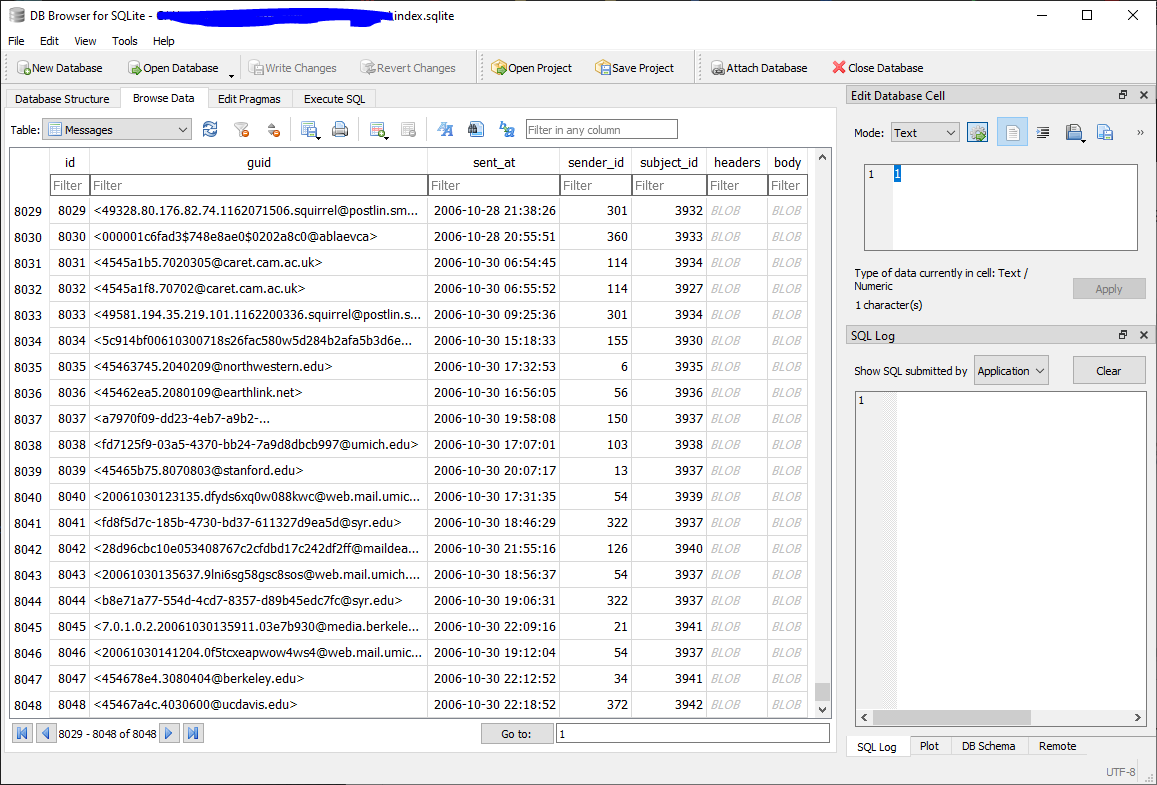 DB Browser for SQLite - index.sqlite
File Edit View Tools Help
New Database Open Database Write Changes Revert Changes Open Project Save Project Attach Database Close Database
Database Structure Browse Data Edit Pragmas Execute SQL
Table: Messages Filter in any column
id guid sent_at sender_id subject_id headers body
Filter Filter Filter Filter Filter Filter Filter
8029 8029 <49328.80.176.82.74.1162071506.squirrel@postlin.sm... 2006-10-28 21:38:26 301 3932 BLOB BLOB
8030 8030 <000001c6fad3$748e8ae0$0202a8c0@ablaevca> 2006-10-28 20:55:51 360 3933 BLOB BLOB
8031 8031 <4545a1b5.7020305@caret.cam.ac.uk> 2006-10-30 06:54:45 114 3934 BLOB BLOB
8032 8032 <4545a1f8.70702@caret.cam.ac.uk> 2006-10-30 06:55:52 114 3927 BLOB BLOB
8033 8033 <49581.194.35.219.101.1162200336.squirrel@postlin.s... 2006-10-30 09:25:36 301 3934 BLOB BLOB
8034 8034 <5c914bf00610300718s26fac580w5d284b2afa5b3d6e... 2006-10-30 15:18:33 155 3930 BLOB BLOB
8035 8035 <45463745.2040209@northwestern.edu> 2006-10-30 17:32:53 6 3935 BLOB BLOB
8036 8036 <45462ea5.2080109@earthlink.net> 2006-10-30 16:56:05 56 3936 BLOB BLOB
8037 8037 <a7970f09-dd23-4eb7-a9b2-... 2006-10-30 19:58:08 150 3937 BLOB BLOB
8038 8038 <fd7125f9-03a5-4370-bb24-7a9d8dbcb997@umich.edu> 2006-10-30 17:07:01 103 3938 BLOB BLOB
8039 8039 <45465b75.8070803@stanford.edu> 2006-10-30 20:07:17 13 3937 BLOB BLOB
8040 8040 <20061030123135.dfyds6xq0w088kwc@web.mail.umic... 2006-10-30 17:31:35 54 3939 BLOB BLOB
8041 8041 <fd8f5d7c-185b-4730-bd37-611327d9ea5d@syr.edu> 2006-10-30 18:46:29 322 3937 BLOB BLOB
8042 8042 <28d96cbc10e053408767c2cfdbd17c242df2ff@maildea... 2006-10-30 21:55:16 126 3940 BLOB BLOB
8043 8043 <20061030135637.9lni6sg58gsc8sos@web.mail.umich.... 2006-10-30 18:56:37 54 3937 BLOB BLOB
8044 8044 <b8e71a77-554d-4cd7-8357-d89b45edc7fc@syr.edu> 2006-10-30 19:06:31 322 3937 BLOB BLOB
8045 8045 <7.0.1.0.2.20061030135911.03e7b930@media.berkele... 2006-10-30 22:09:16 21 3941 BLOB BLOB
8046 8046 <20061030141204.0f5tcxeapwow4ws4@web.mail.umic... 2006-10-30 19:12:04 54 3937 BLOB BLOB
8047 8047 <454678e4.3080404@berkeley.edu> 2006-10-30 22:12:52 34 3941 BLOB BLOB
8048 8048 <45467a4c.4030600@ucdavis.edu> 2006-10-30 22:18:52 372 3942 BLOB BLOB
8029 - 8048 of 8048 Go to: 1
Edit Database Cell
Mode: Text
1 1
Type of data currently in cell: Text /
Numeric
1 character(s)
Apply
SQL Log
Show SQL submitted by Application Clear
1
SQL Log Plot DB Schema Remote
UTF-8